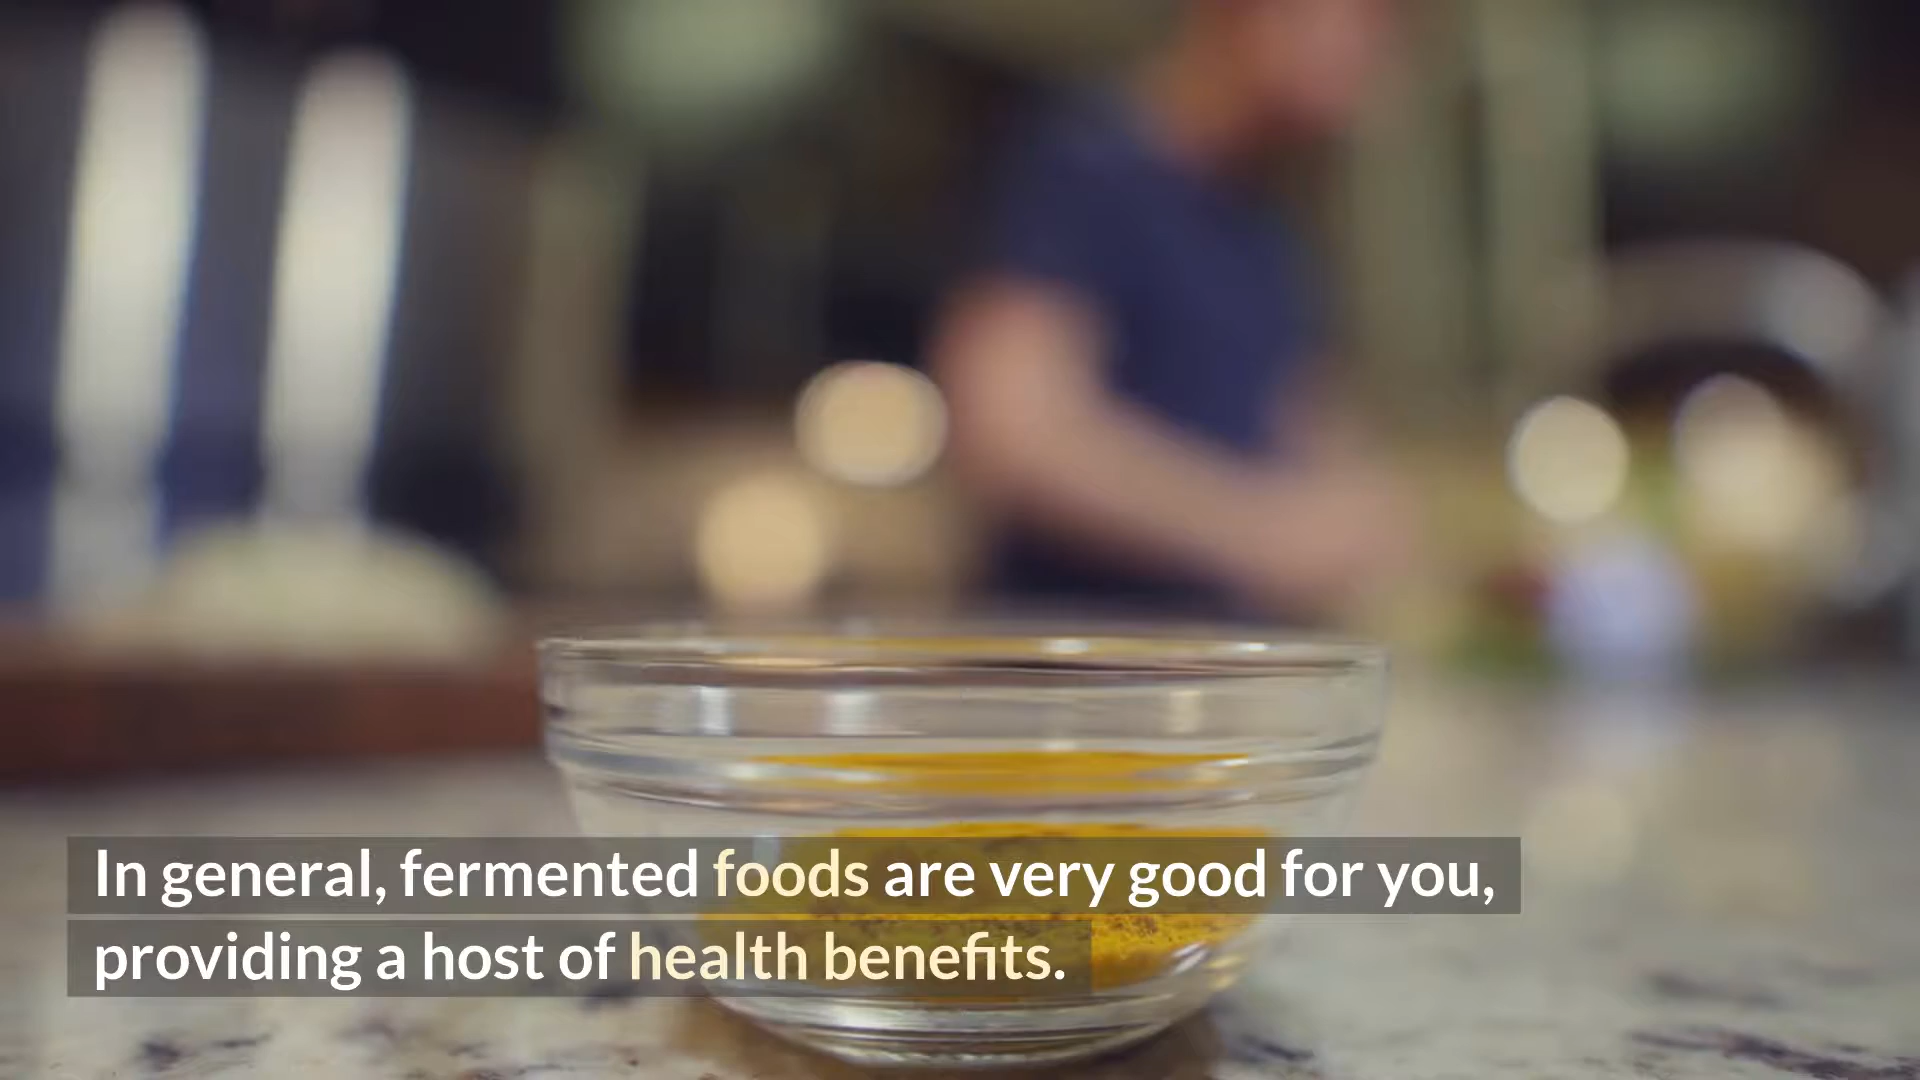 In general, fermented foods are very good for you,
providing a host of health benefits.